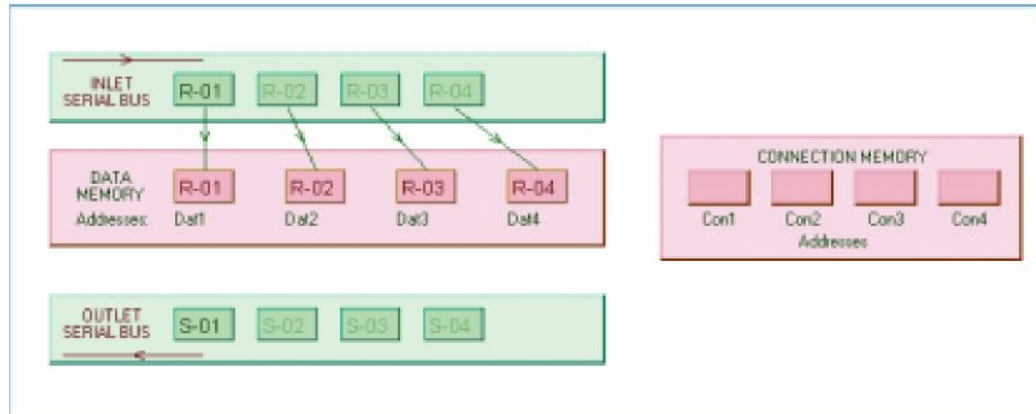 INLET
SERIAL BUS
R-01 R-02 R-03 R-04
DATA
MEMORY
R-01 R-02 R-03 R-04
Addresses: Dat1 Dat2 Dat3 Dat4
CONNECTION MEMORY
Con1 Con2 Con3 Con4
Addresses
OUTLET
SERIAL BUS
S-01 S-02 S-03 S-04